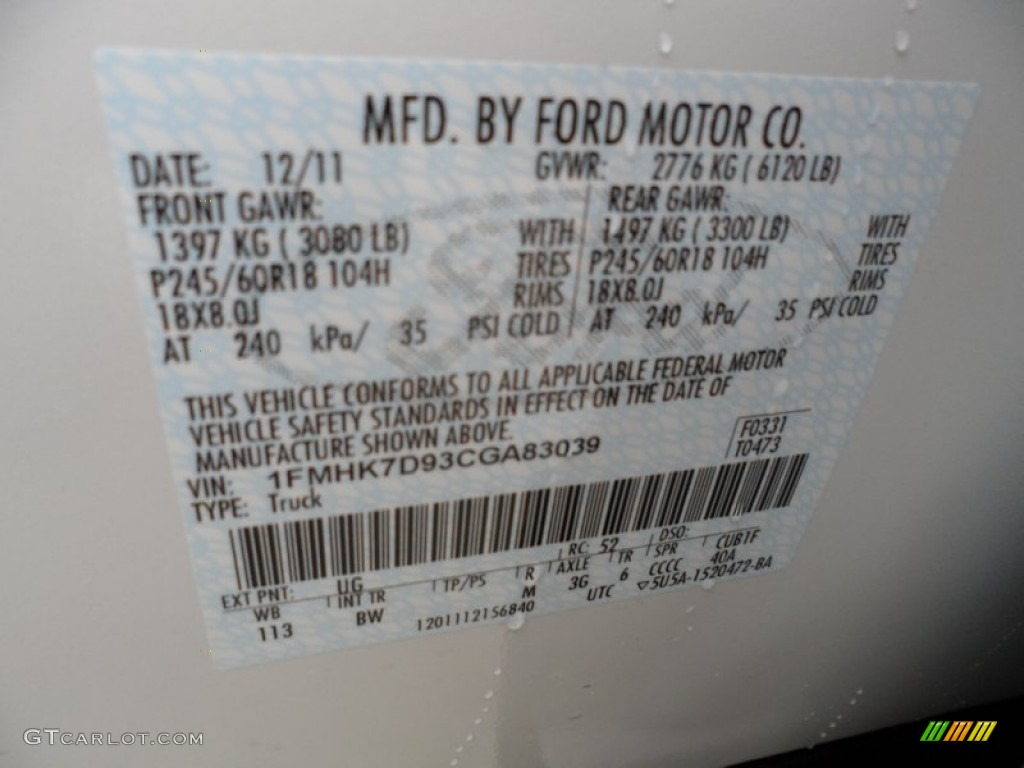 MFD. BY FORD MOTOR CO.
DATE: 12/11 GVWR: 2776 KG ( 6120 LB)
FRONT GAWR: REAR GAWR:
1397 KG ( 3080 LB) WITH 1497 KG ( 3300 LB) WITH
P245/60R18 104H TIRES P245/60R18 104H TIRES
18X8.0J RIMS 18X8.0J RIMS
AT 240 kPa/ 35 PSI COLD AT 240 kPa/ 35 PSI COLD
THIS VEHICLE CONFORMS TO ALL APPLICABLE FEDERAL MOTOR
VEHICLE SAFETY STANDARDS IN EFFECT ON THE DATE OF
MANUFACTURE SHOWN ABOVE.
VIN: 1FMHK7D93CGA83039 F0331
TYPE: Truck T0473
EXT PNT: UG RC: 52 DSO: CUB1F
WB INT TR TP/PS R AXLE TR SPR 40A
113 BW M 3G 6 CCCC
1201112156840 UTC ▽5U5A-1520472-BA
GTCARLOT.COM